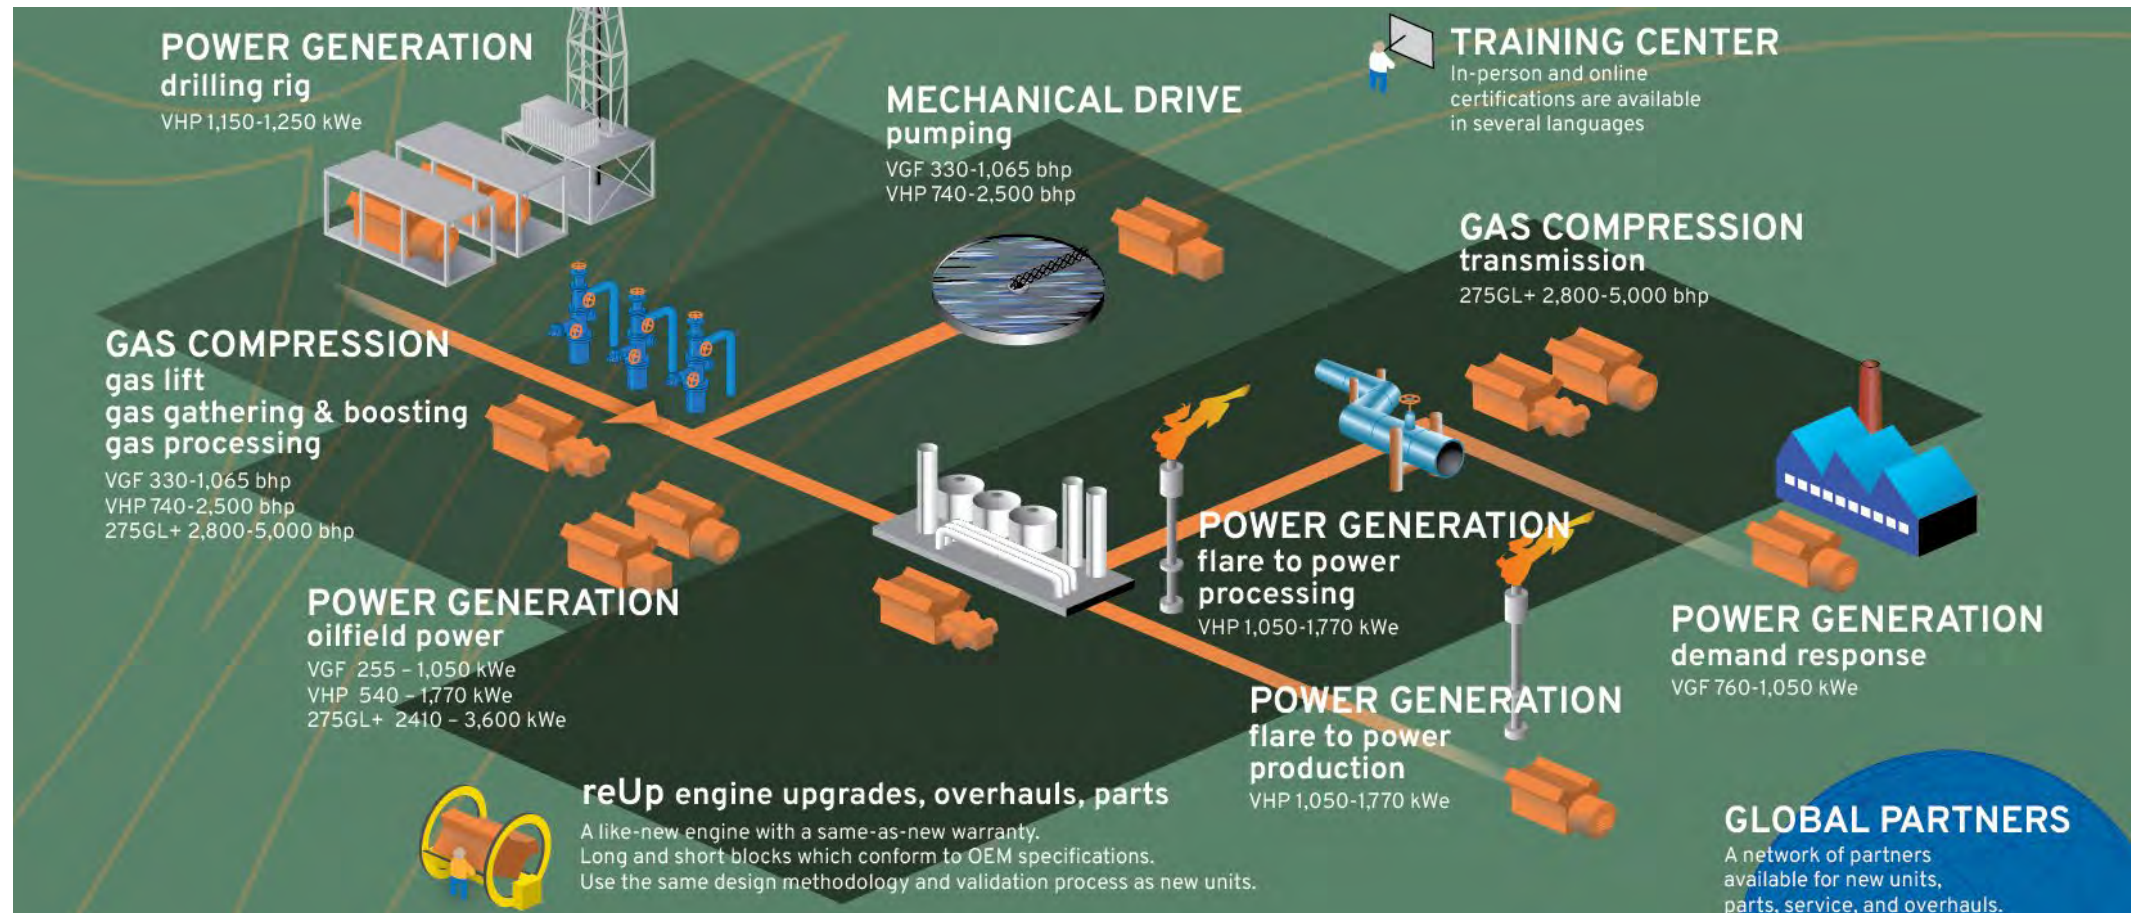 POWER GENERATION
drilling rig
VHP 1,150-1,250 kWe
MECHANICAL DRIVE
pumping
VGF 330-1,065 bhp
VHP 740-2,500 bhp
TRAINING CENTER
In-person and online
certifications are available
in several languages
GAS COMPRESSION
transmission
275GL+ 2,800-5,000 bhp
GAS COMPRESSION
gas lift
gas gathering & boosting
gas processing
VGF 330-1,065 bhp
VHP 740-2,500 bhp
275GL+ 2,800-5,000 bhp
POWER GENERATION
oilfield power
VGF 255 – 1,050 kWe
VHP 540 – 1,770 kWe
275GL+ 2410 – 3,600 kWe
POWER GENERATION
flare to power
processing
VHP 1,050-1,770 kWe
POWER GENERATION
demand response
VGF 760-1,050 kWe
POWER GENERATION
flare to power
production
VHP 1,050-1,770 kWe
reUp engine upgrades, overhauls, parts
A like-new engine with a same-as-new warranty.
Long and short blocks which conform to OEM specifications.
Use the same design methodology and validation process as new units.
GLOBAL PARTNERS
A network of partners
available for new units,
parts, service, and overhauls.